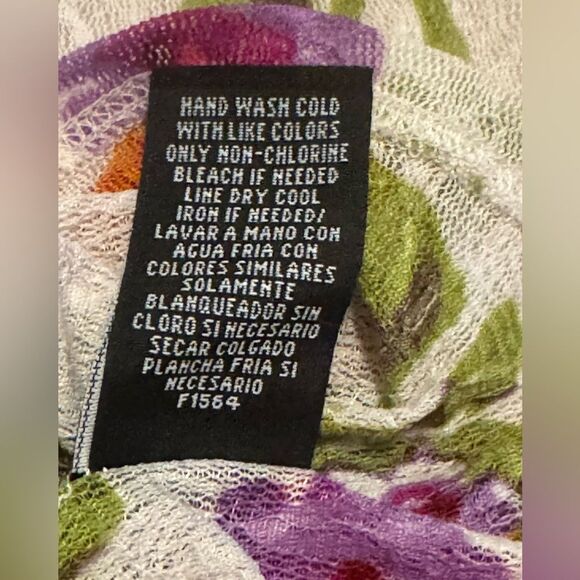 HAND WASH COLD
WITH LIKE COLORS
ONLY NON-CHLORINE
BLEACH IF NEEDED
LINE DRY COOL
IRON IF NEEDED/
LAVAR A MANO CON
AGUA FRIA CON
COLORES SIMILARES
SOLAMENTE
BLANQUEADOR SIN
CLORO SI NECESARIO
SECAR COLGADO
PLANCHA FRIA SI
NECESARIO
F1564